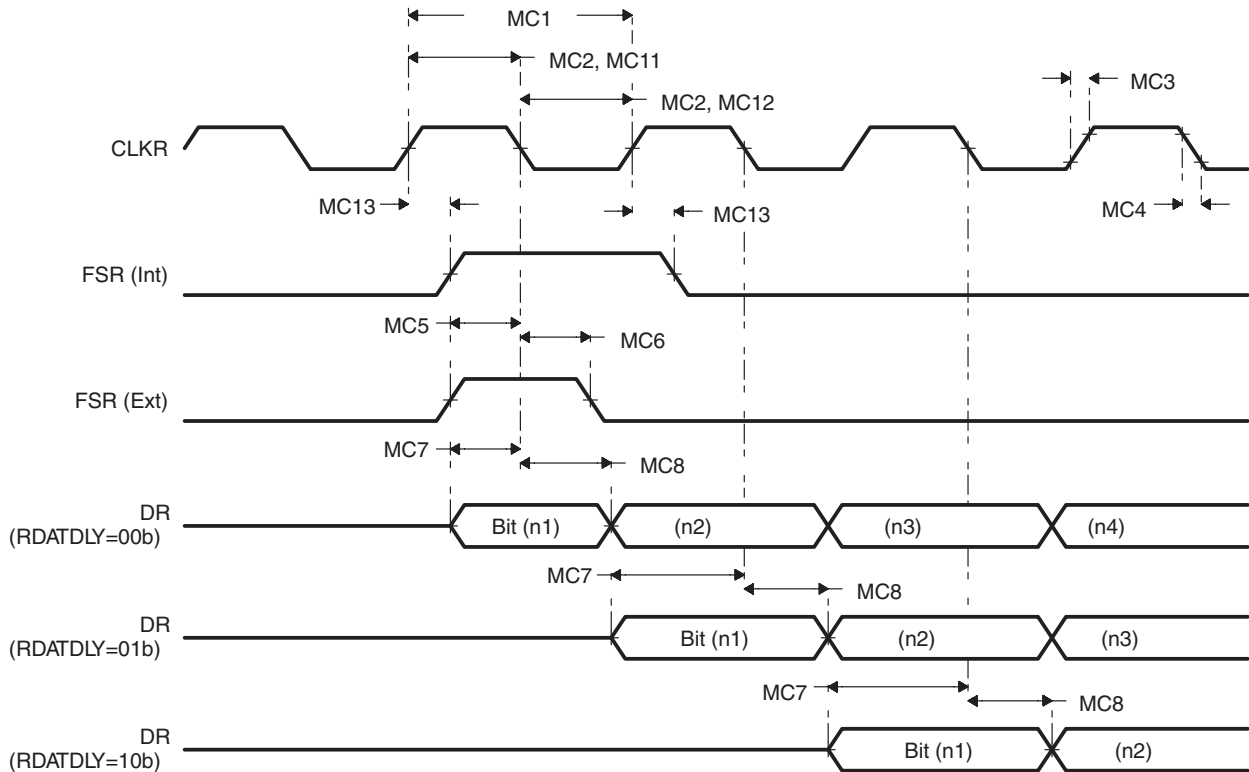 MC1
MC2, MC11
MC3
MC2, MC12
CLKR
MC13
MC13
MC4
FSR (Int)
MC5
MC6
FSR (Ext)
MC7
MC8
DR
(RDATDLY=00b)
Bit (n1)
(n2)
(n3)
(n4)
MC7
MC8
DR
(RDATDLY=01b)
Bit (n1)
(n2)
(n3)
MC7
MC8
DR
(RDATDLY=10b)
Bit (n1)
(n2)